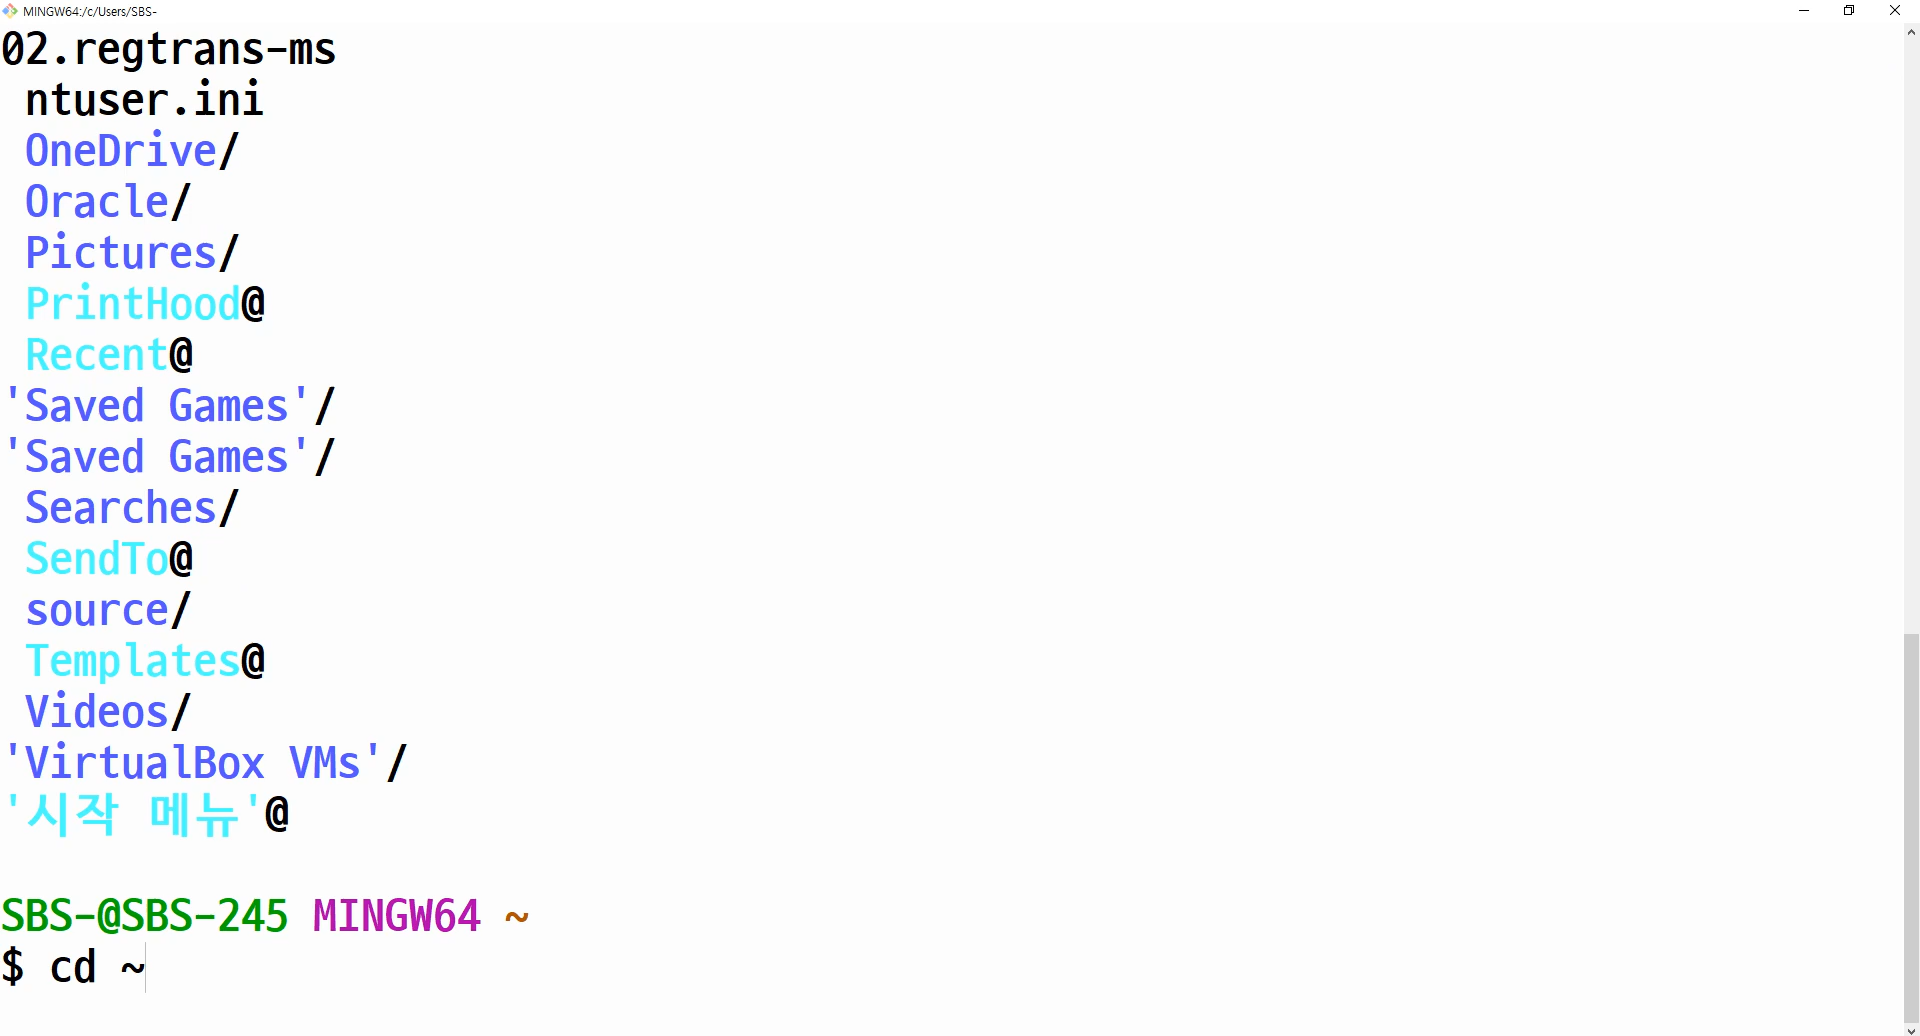 MINGW64:/c/Users/SBS-
02.regtrans-ms
ntuser.ini
OneDrive/
Oracle/
Pictures/
PrintHood@
Recent@
'Saved Games'/
'Saved Games'/
Searches/
SendTo@
source/
Templates@
Videos/
'VirtualBox VMs'/
'시작 메뉴'@
SBS-@SBS-245 MINGW64 ~
$ cd ~